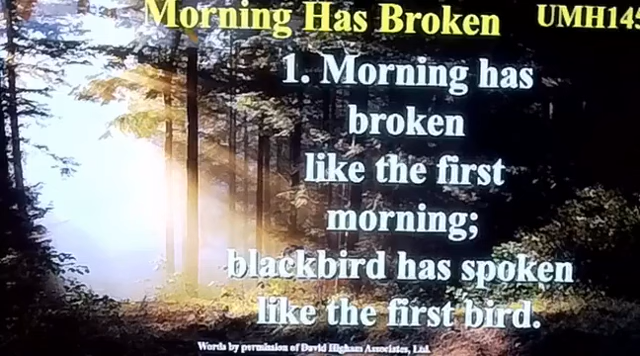 Morning Has Broken UMH145
1. Morning has
broken
like the first
morning;
blackbird has spoken
like the first bird.
Words by permission of David Higham Associates, Ltd.